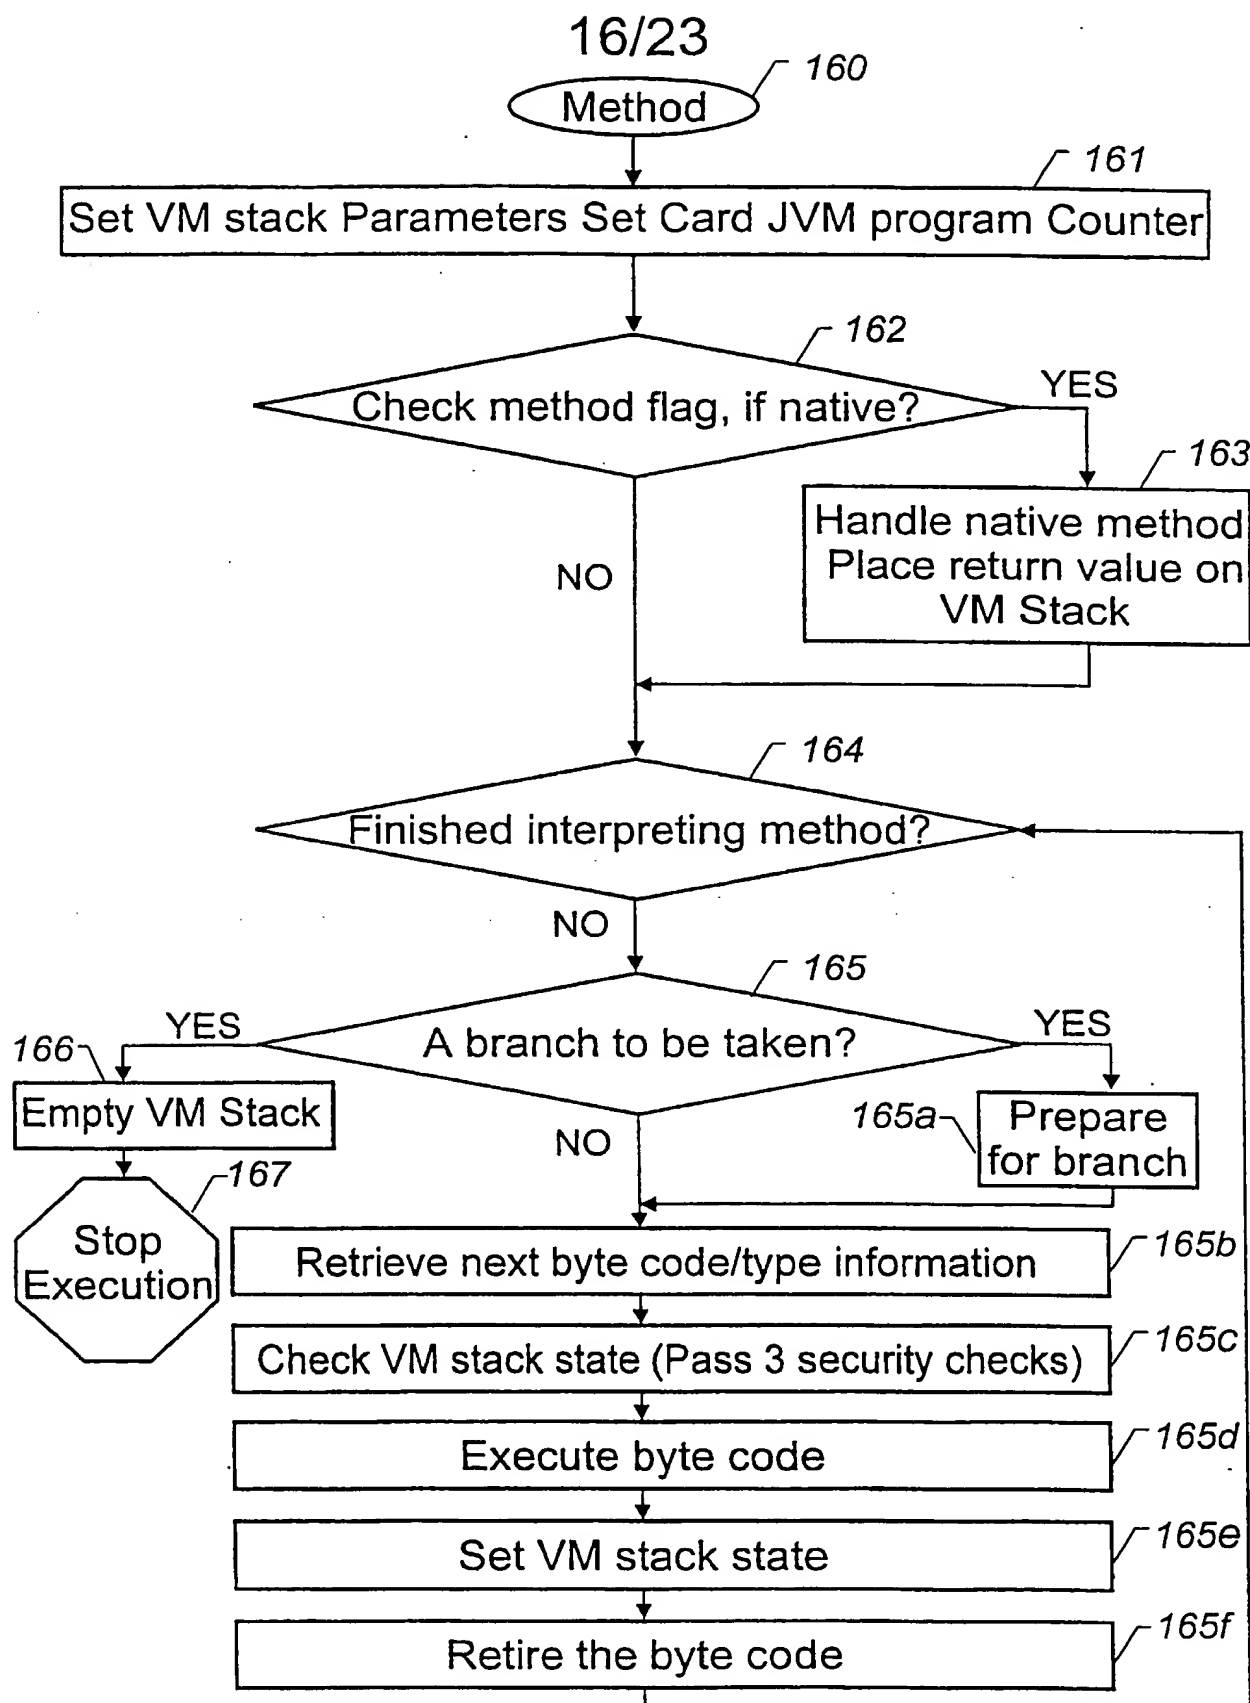 16/23
160
Method
161
Set VM stack Parameters Set Card JVM program Counter
162
Check method flag, if native?
YES
163
Handle native method
Place return value on
VM Stack
NO
164
Finished interpreting method?
NO
165
A branch to be taken?
YES
YES
166
Empty VM Stack
165a
Prepare
for branch
NO
167
Stop
Execution
165b
Retrieve next byte code/type information
165c
Check VM stack state (Pass 3 security checks)
165d
Execute byte code
165e
Set VM stack state
165f
Retire the byte code